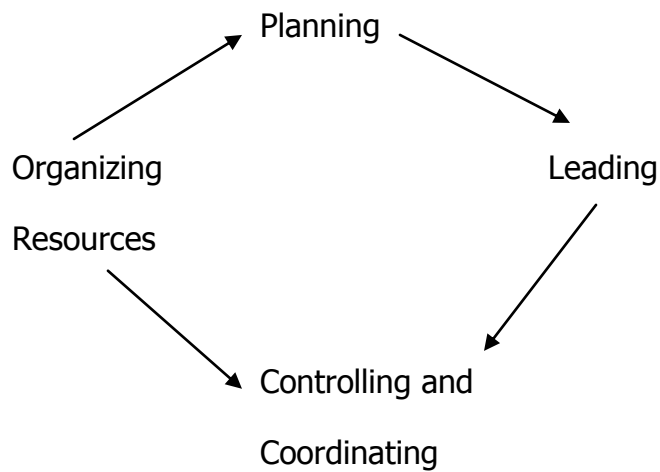 Planning
Organizing
Resources
Leading
Controlling and
Coordinating